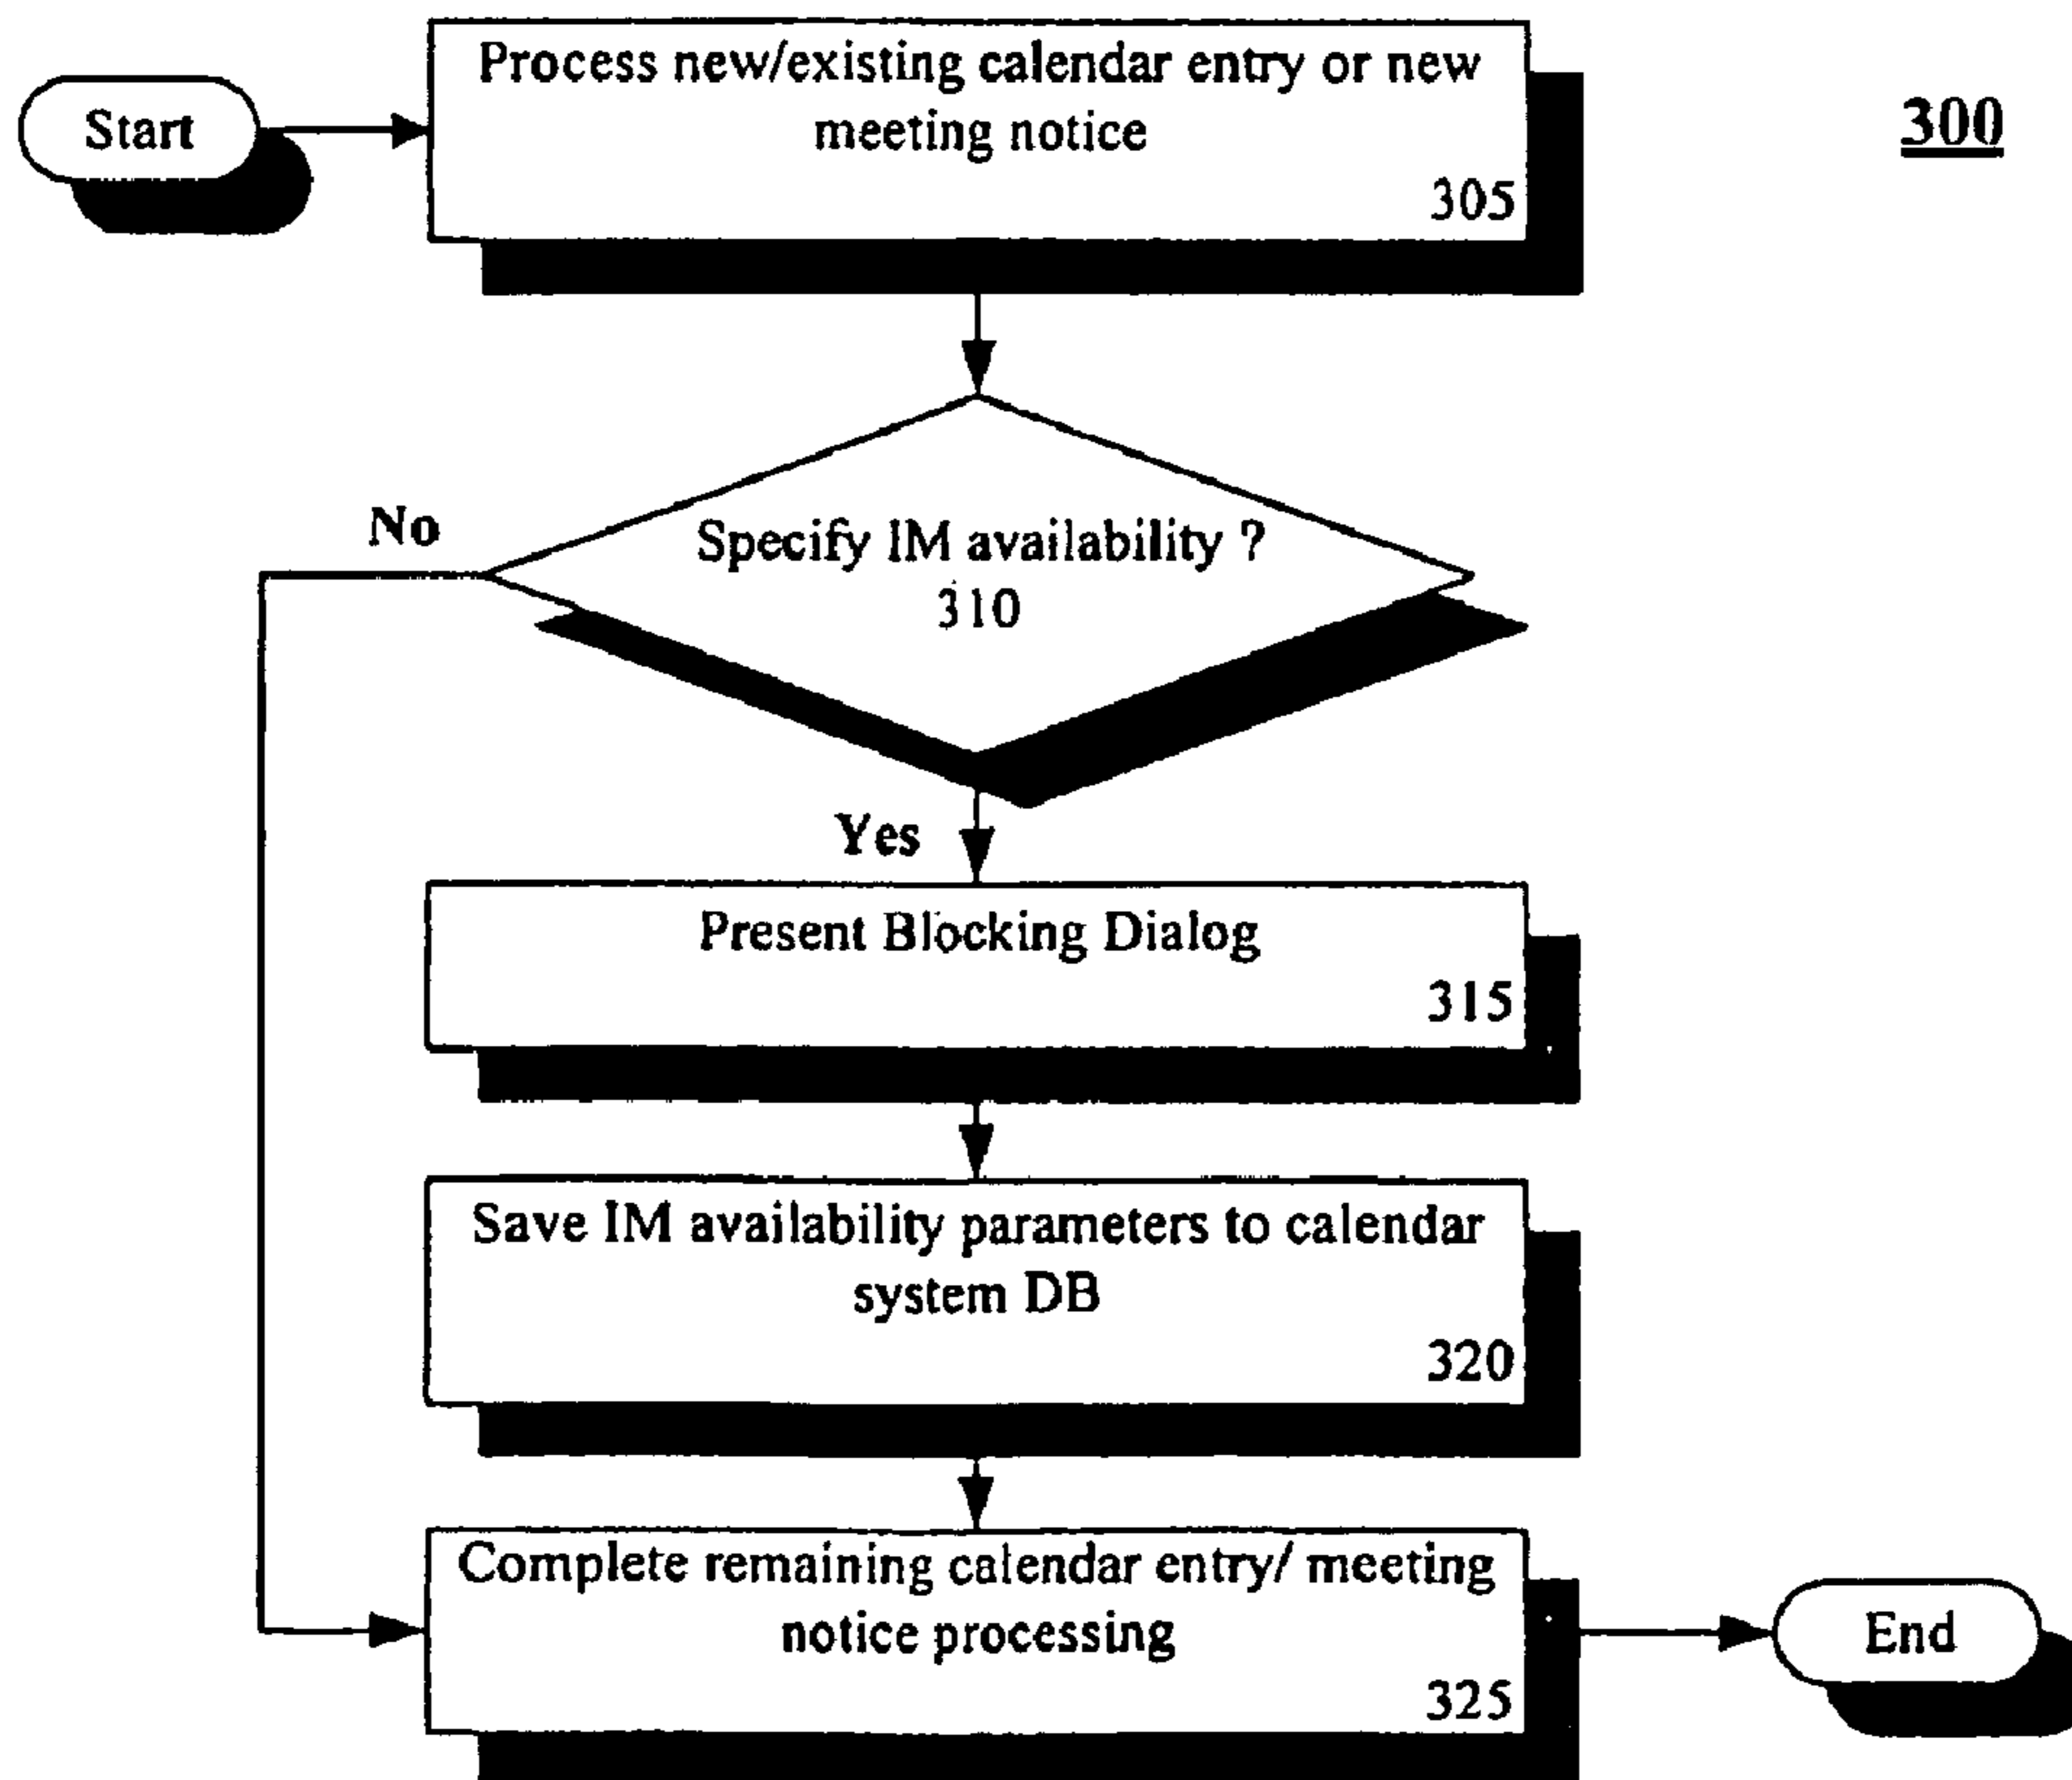 Start
Process new/existing calendar entry or new
meeting notice
305
300
Specify IM availability ?
310
No
Yes
Present Blocking Dialog
315
Save IM availability parameters to calendar
system DB
320
Complete remaining calendar entry/ meeting
notice processing
325
End